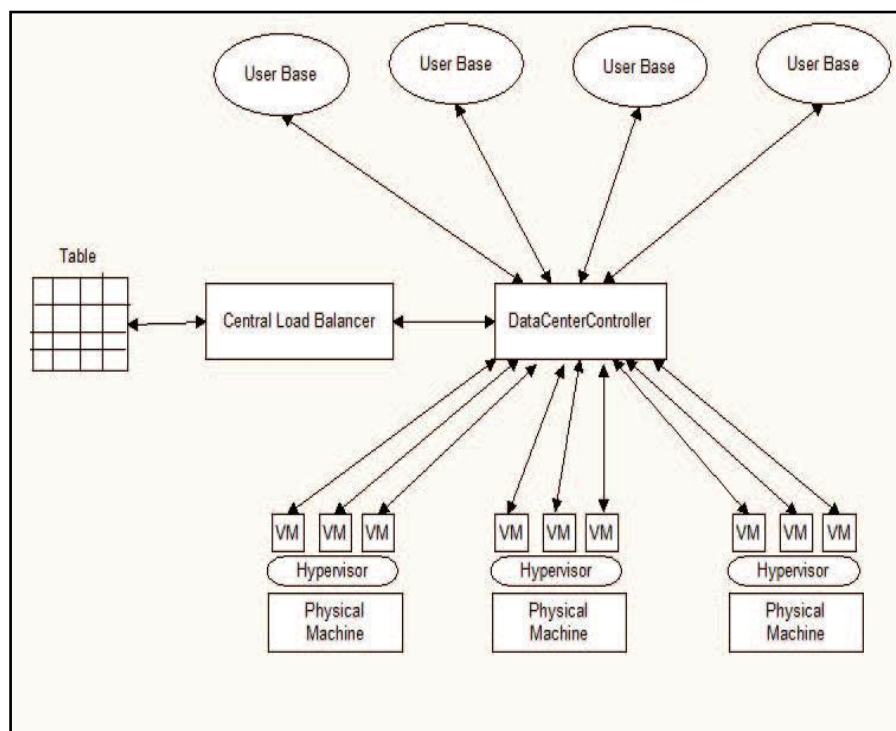 User Base
User Base
User Base
User Base
Table
Central Load Balancer
DataCenterController
VM
VM
VM
VM
VM
VM
VM
VM
VM
Hypervisor
Hypervisor
Hypervisor
Physical
Machine
Physical
Machine
Physical
Machine